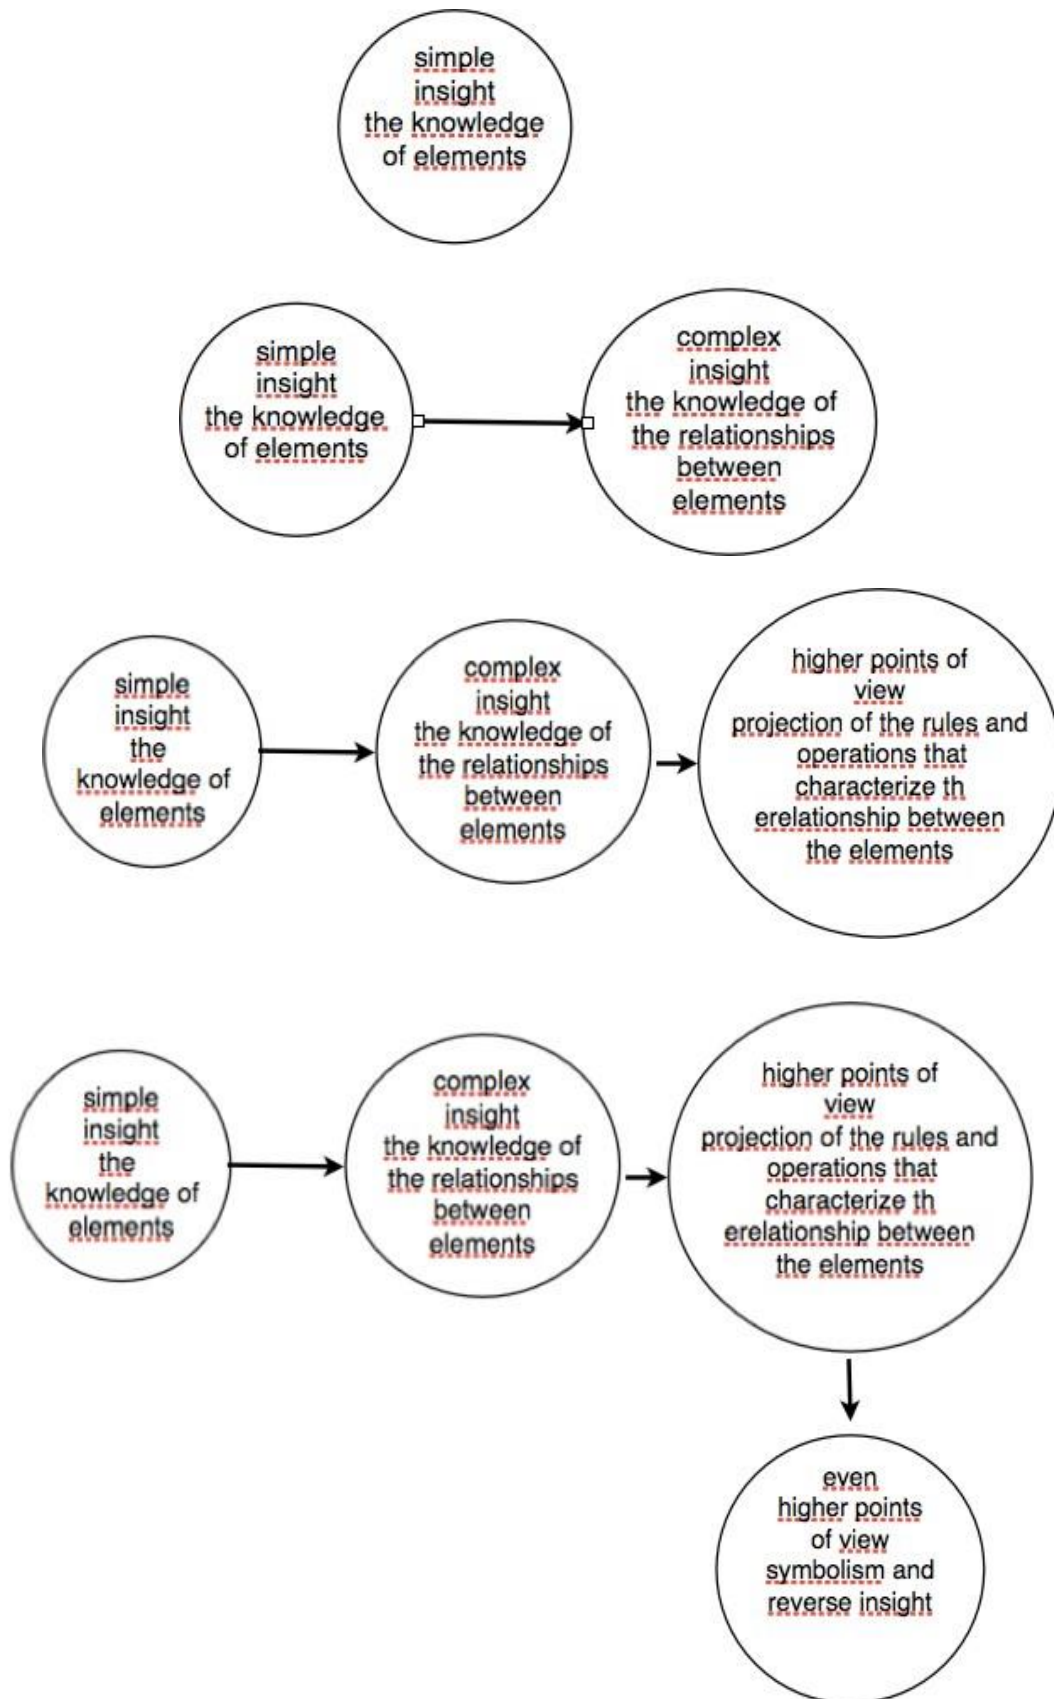 simple
insight
the knowledge
of elements
simple
insight
the knowledge
of elements
complex
insight
the knowledge of
the relationships
between
elements
simple
insight
the
knowledge of
elements
complex
insight
the knowledge of
the relationships
between
elements
higher points of
view
projection of the rules and
operations that
characterize th
erelationship between
the elements
simple
insight
the
knowledge of
elements
complex
insight
the knowledge of
the relationships
between
elements
higher points of
view
projection of the rules and
operations that
characterize th
erelationship between
the elements
even
higher points
of view
symbolism and
reverse insight